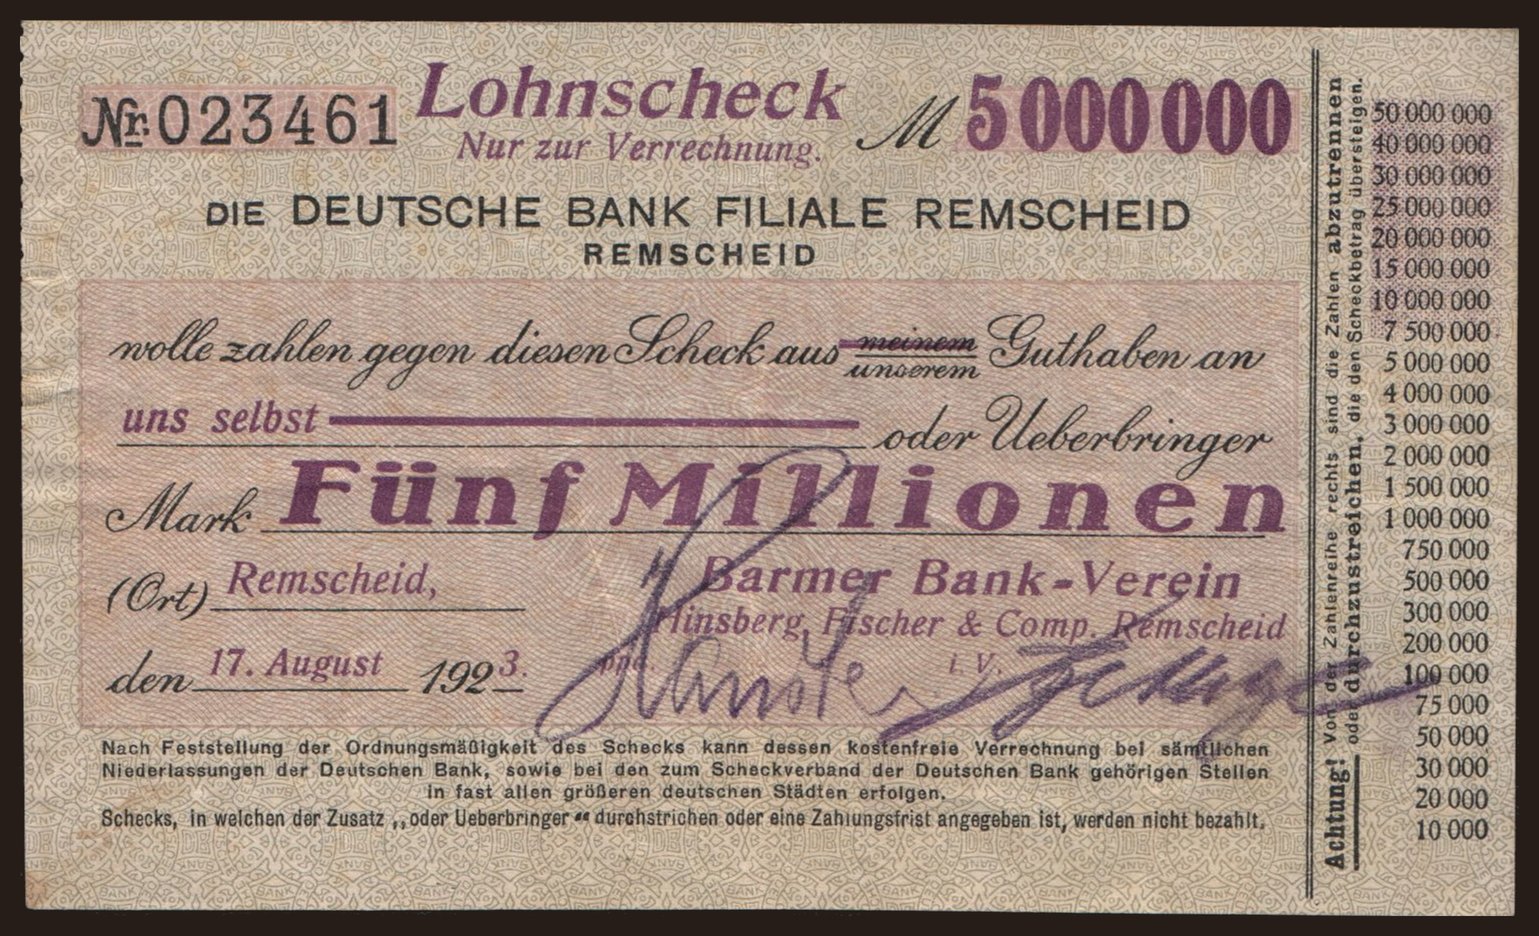 Nr. 023461
Lohnscheck
Nur zur Verrechnung.
M 5 000 000
DIE DEUTSCHE BANK FILIALE REMSCHEID
REMSCHEID
wolle zahlen gegen diesen Scheck aus meinem Guthaben an
unserem
uns selbst
oder Ueberbringer
Mark Fünf Millionen
(Ort) Remscheid,
den 17. August 1923.
Barmer Bank-Verein
Hinsberg, Fischer & Comp. Remscheid
ppa. i. V.
Nach Feststellung der Ordnungsmäßigkeit des Schecks kann dessen kostenfreie Verrechnung bei sämtlichen
Niederlassungen der Deutschen Bank, sowie bei den zum Scheckverband der Deutschen Bank gehörigen Stellen
in fast allen größeren deutschen Städten erfolgen.
Schecks, in welchen der Zusatz „oder Ueberbringer“ durchstrichen oder eine Zahlungsfrist angegeben ist, werden nicht bezahlt.
Achtung! Von der Zahlenreihe rechts sind die Zahlen abzutrennen
oder durchzustreichen, die den Scheckbetrag übersteigen.
50 000 000
40 000 000
30 000 000
25 000 000
20 000 000
15 000 000
10 000 000
7 500 000
5 000 000
4 000 000
3 000 000
2 000 000
1 500 000
1 000 000
750 000
500 000
300 000
200 000
100 000
75 000
50 000
30 000
20 000
10 000